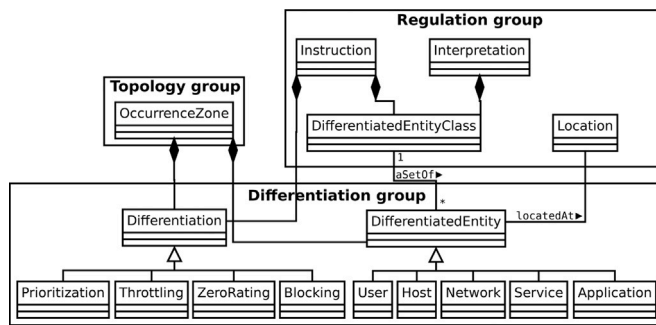 Regulation group
Instruction
Interpretation
Topology group
OccurrenceZone
DifferentiatedEntityClass
Location
1
aSetOf▶
Differentiation group
*
Differentiation
DifferentiatedEntity
locatedAt▶
Prioritization
Throttling
ZeroRating
Blocking
User
Host
Network
Service
Application